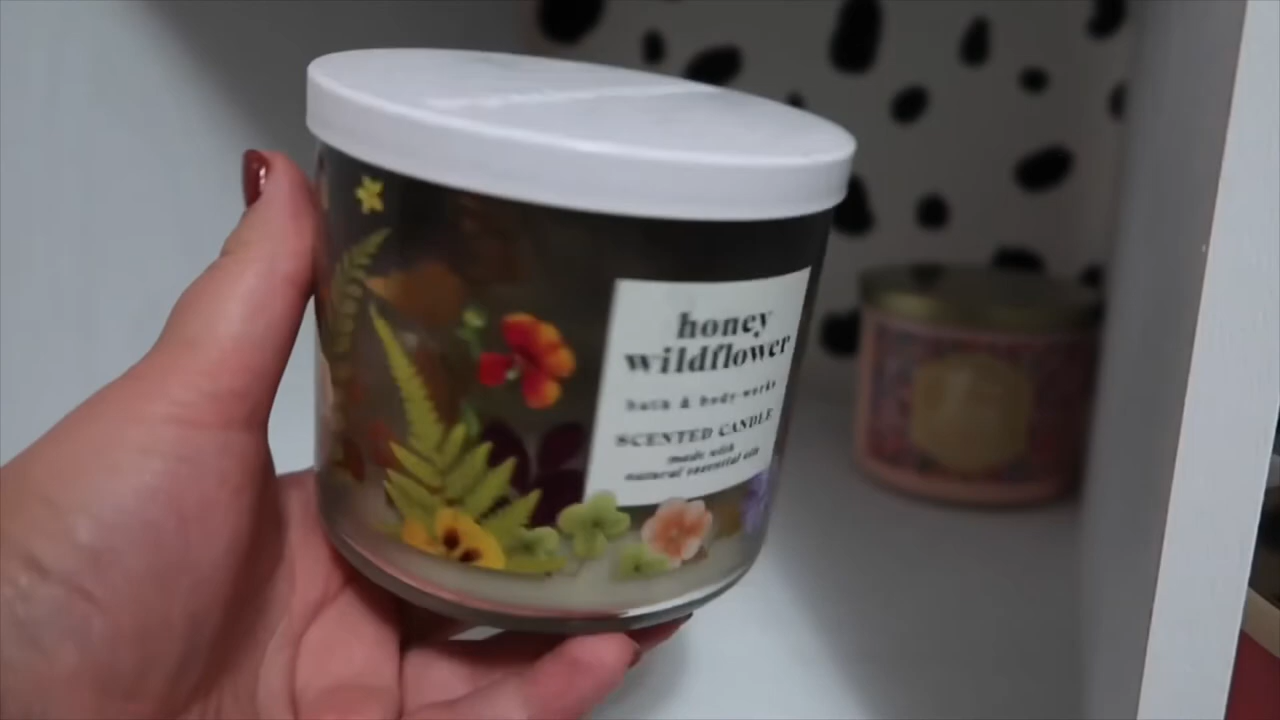 honey
wildflower
bath & body works
SCENTED CANDLE
made with
natural essential oils